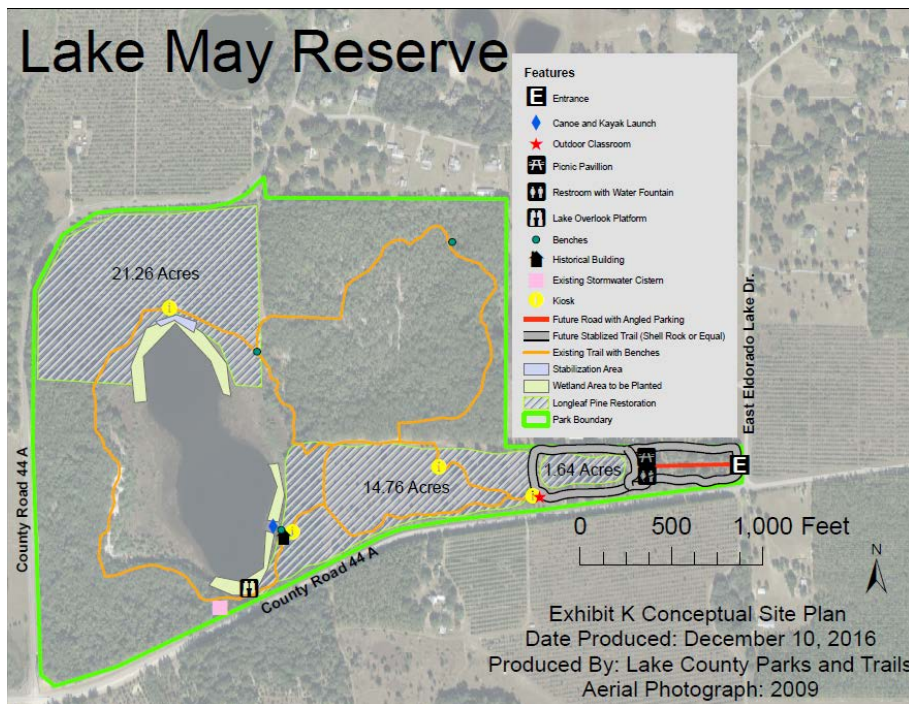 Lake May Reserve
Features
E Entrance
Canoe and Kayak Launch
Outdoor Classroom
Picnic Pavillion
Restroom with Water Fountain
Lake Overlook Platform
Benches
Historical Building
Existing Stormwater Cistern
i Kiosk
Future Road with Angled Parking
Future Stablized Trail (Shell Rock or Equal)
Existing Trail with Benches
Stabilization Area
Wetland Area to be Planted
Longleaf Pine Restoration
Park Boundary
21.26 Acres
i
East Eldorado Lake Dr.
County Road 44 A
i
14.76 Acres
i
1.64 Acres
E
i
County Road 44 A
0 500 1,000 Feet
N
Exhibit K Conceptual Site Plan
Date Produced: December 10, 2016
Produced By: Lake County Parks and Trails
Aerial Photograph: 2009